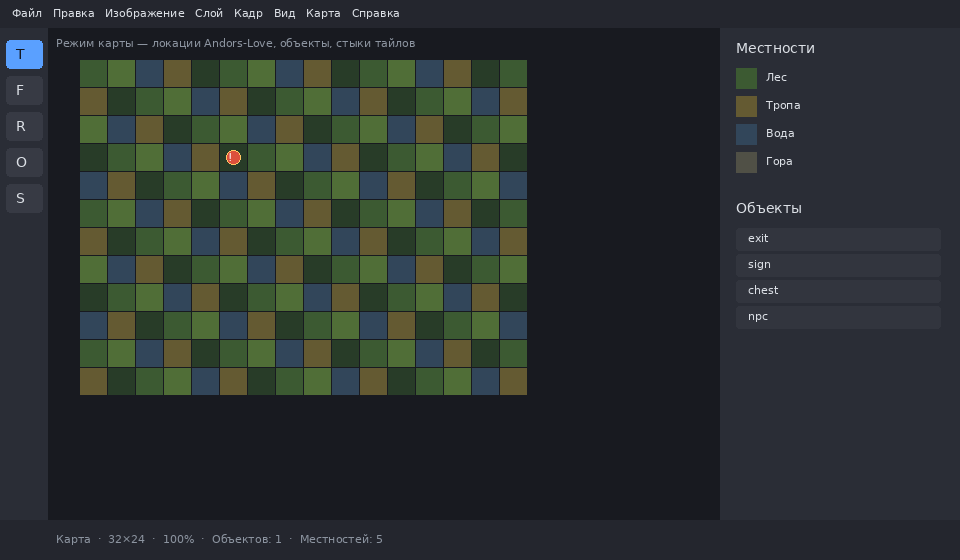 Файл Правка Изображение Слой Кадр Вид Карта Справка
Режим карты — локации Andors-Love, объекты, стыки тайлов
T
F
R
O
S
!
Местности
Лес
Тропа
Вода
Гора
Объекты
exit
sign
chest
npc
Карта · 32×24 · 100% · Объектов: 1 · Местностей: 5